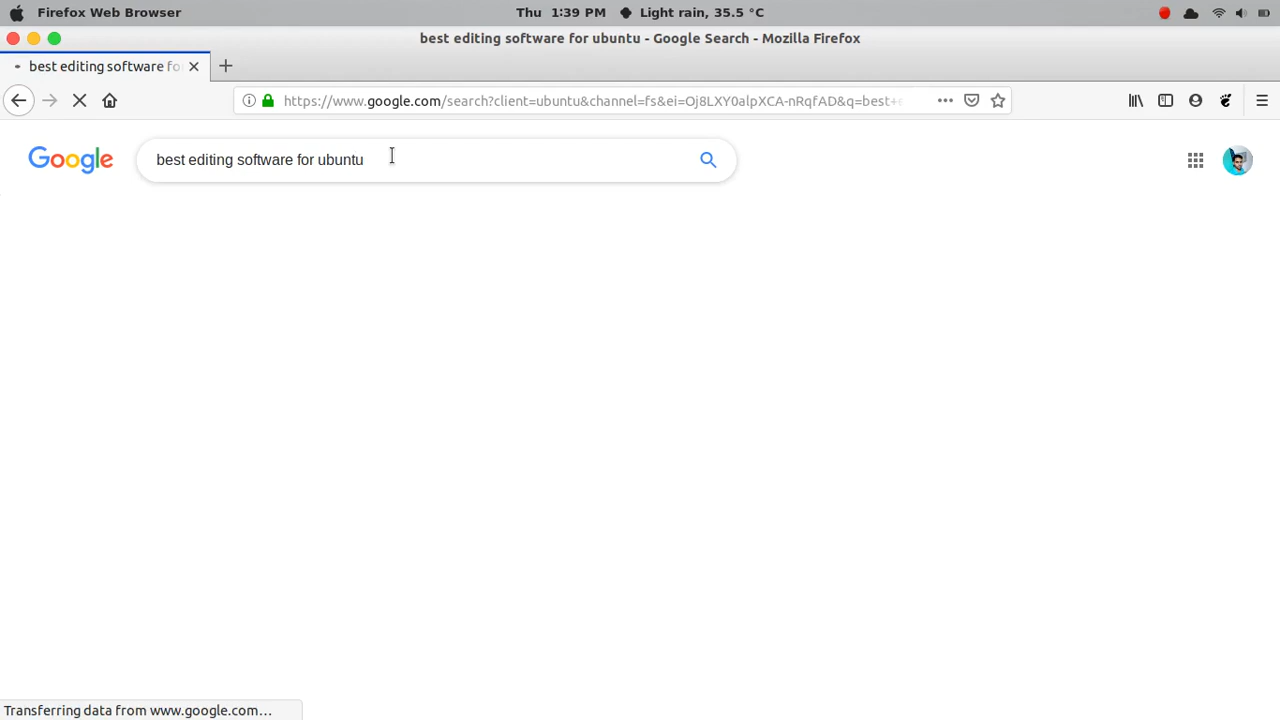 Firefox Web Browser
Thu 1:39 PM
Light rain, 35.5 °C
best editing software for ubuntu - Google Search - Mozilla Firefox
best editing software fo
https://www.google.com/search?client=ubuntu&channel=fs&ei=Oj8LXY0alpXCA-nRqfAD&q=best+
Google
best editing software for ubuntu
Transferring data from www.google.com…